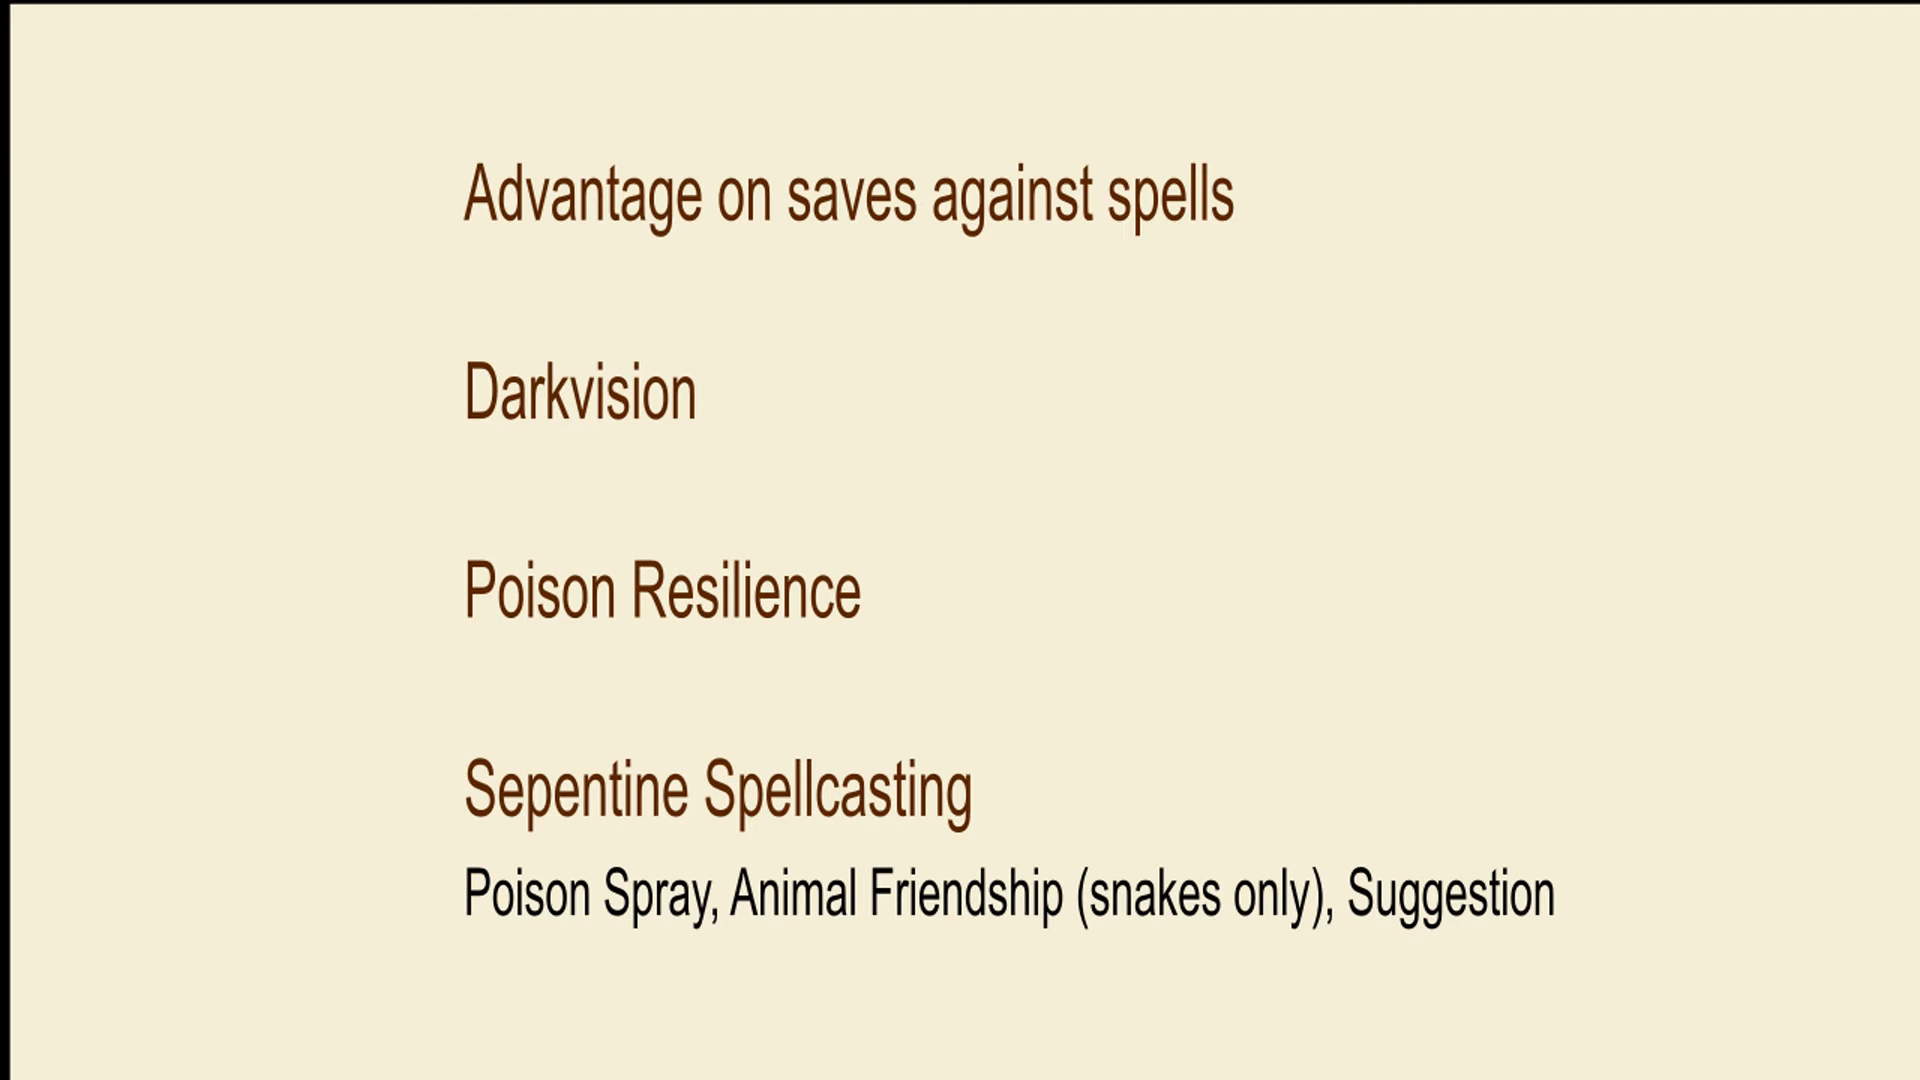 Advantage on saves against spells
Darkvision
Poison Resilience
Sepentine Spellcasting
Poison Spray, Animal Friendship (snakes only), Suggestion